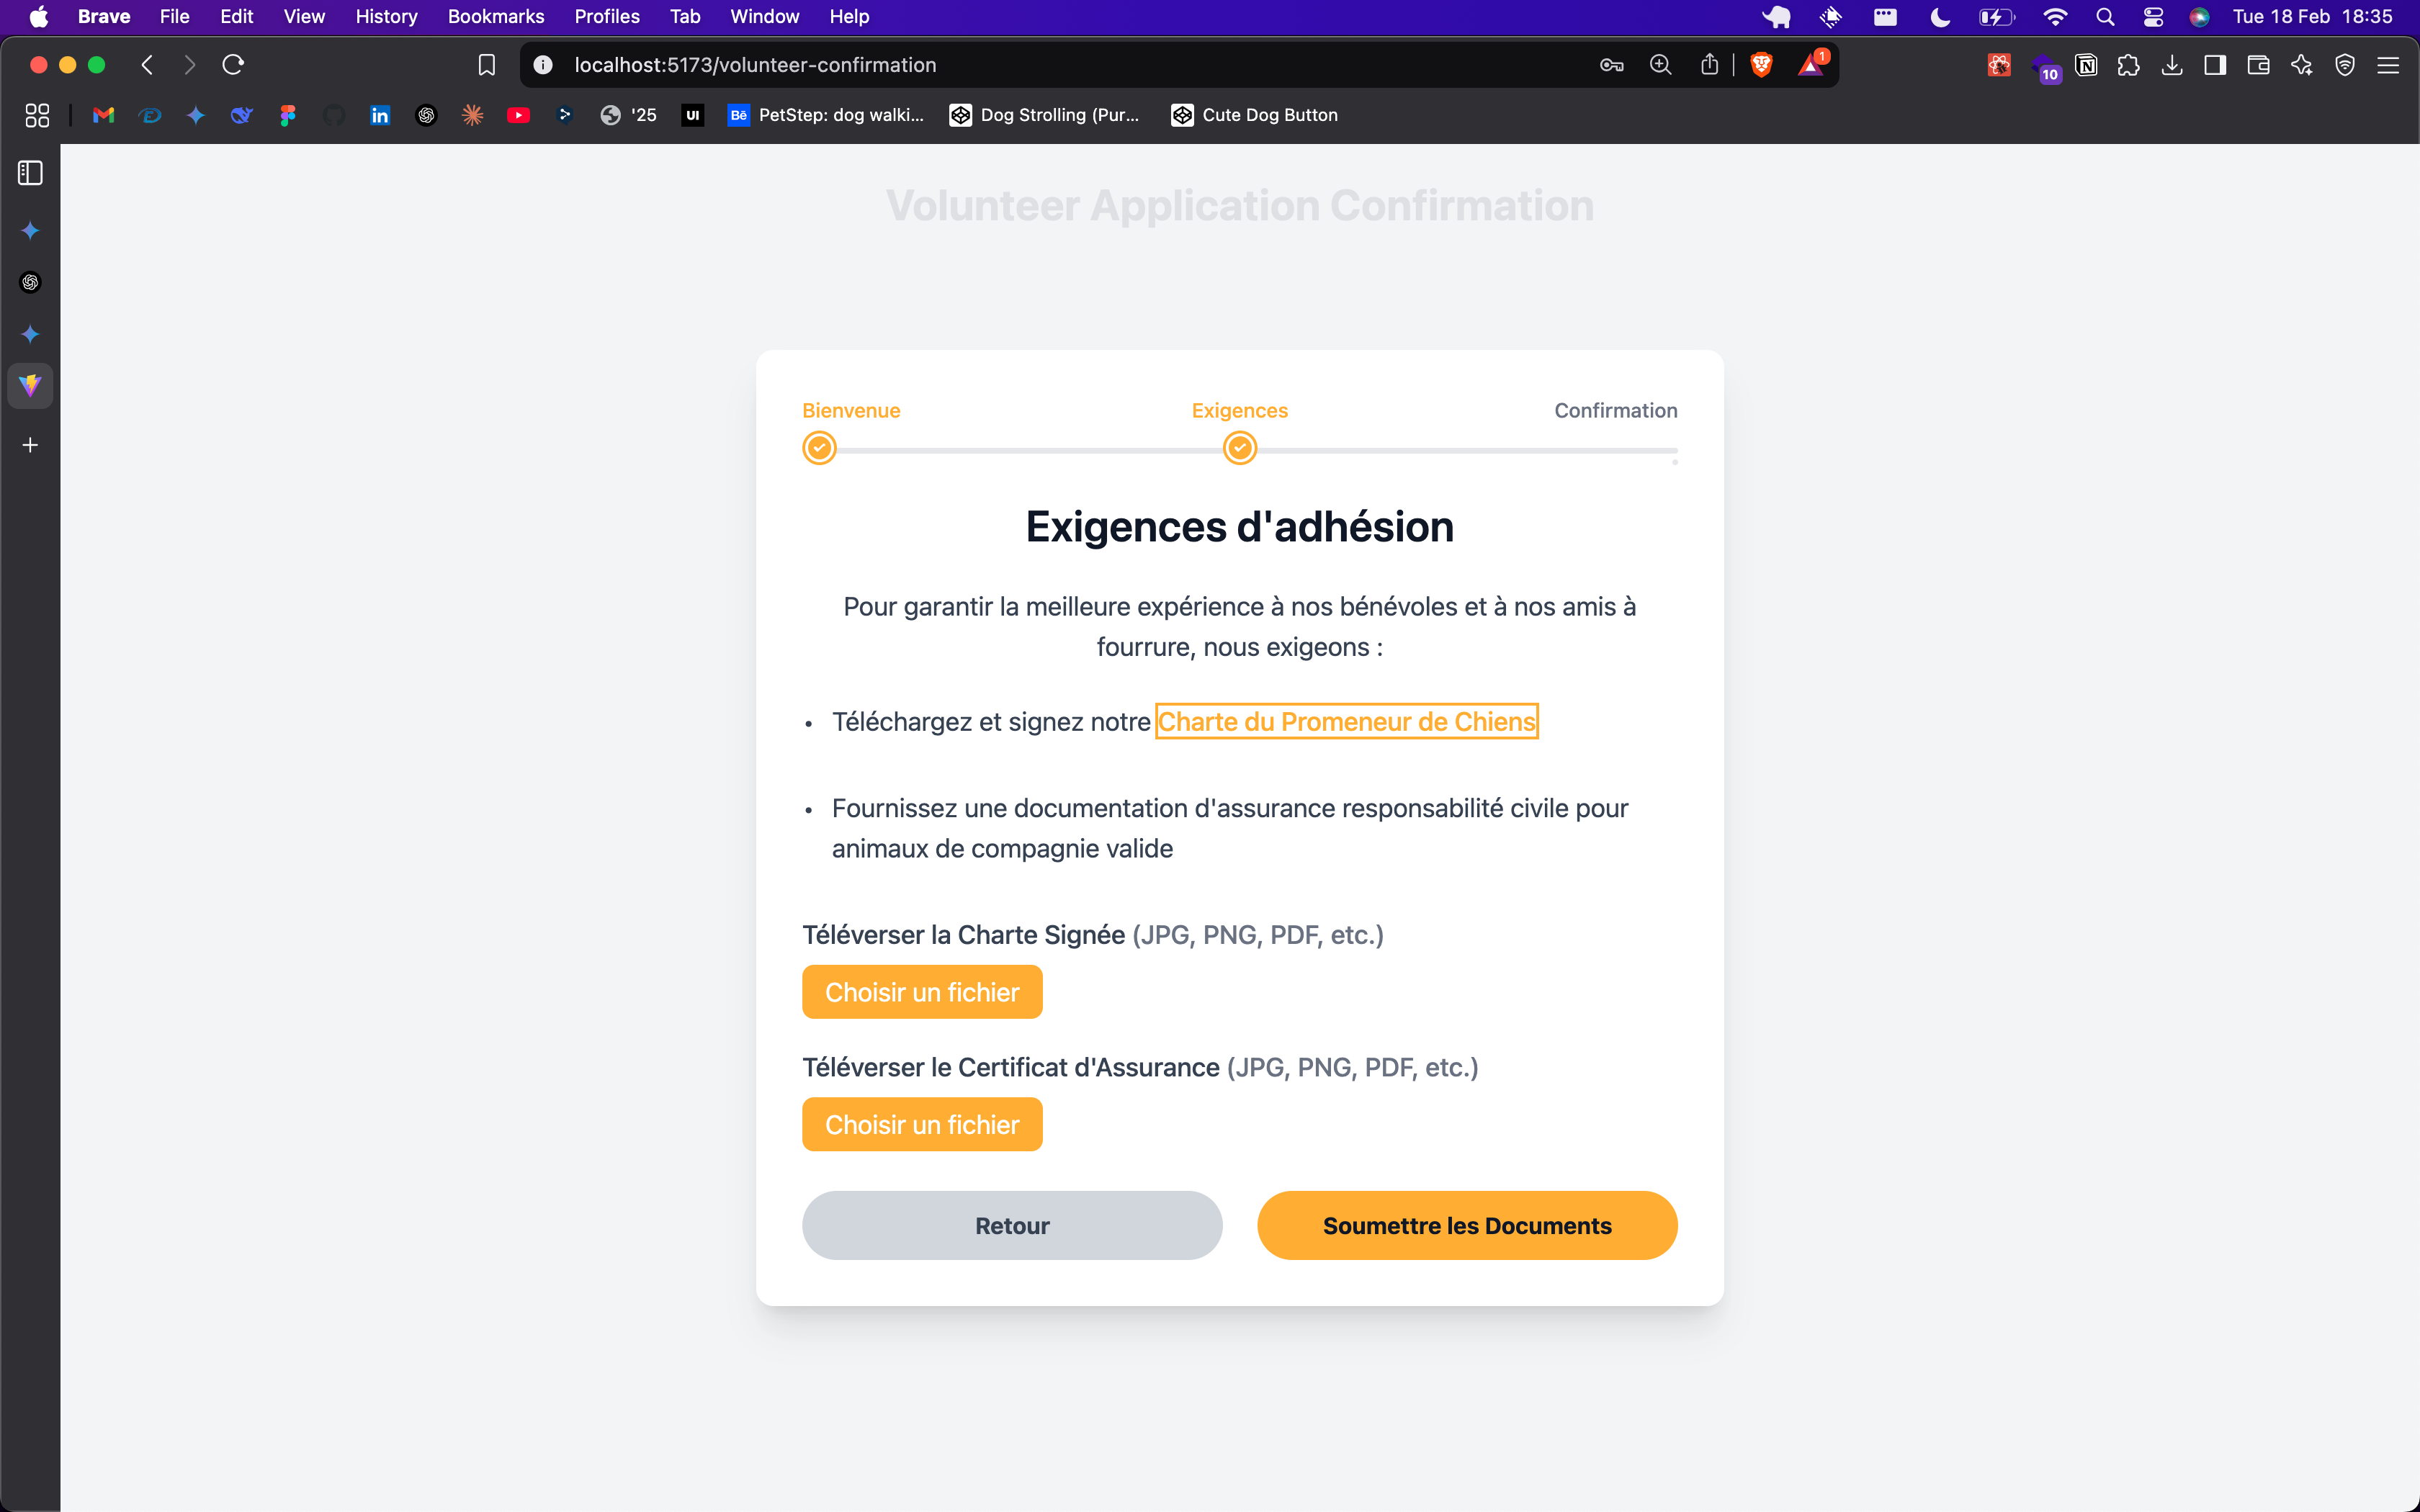 Brave File Edit View History Bookmarks Profiles Tab Window Help Tue 18 Feb 18:35
localhost:5173/volunteer-confirmation 1 10
'25 UI Bē PetStep: dog walki... Dog Strolling (Pur... Cute Dog Button
Volunteer Application Confirmation
Bienvenue Exigences Confirmation
Exigences d'adhésion
Pour garantir la meilleure expérience à nos bénévoles et à nos amis à
fourrure, nous exigeons :
• Téléchargez et signez notre Charte du Promeneur de Chiens
• Fournissez une documentation d'assurance responsabilité civile pour
animaux de compagnie valide
Téléverser la Charte Signée (JPG, PNG, PDF, etc.)
Choisir un fichier
Téléverser le Certificat d'Assurance (JPG, PNG, PDF, etc.)
Choisir un fichier
Retour Soumettre les Documents